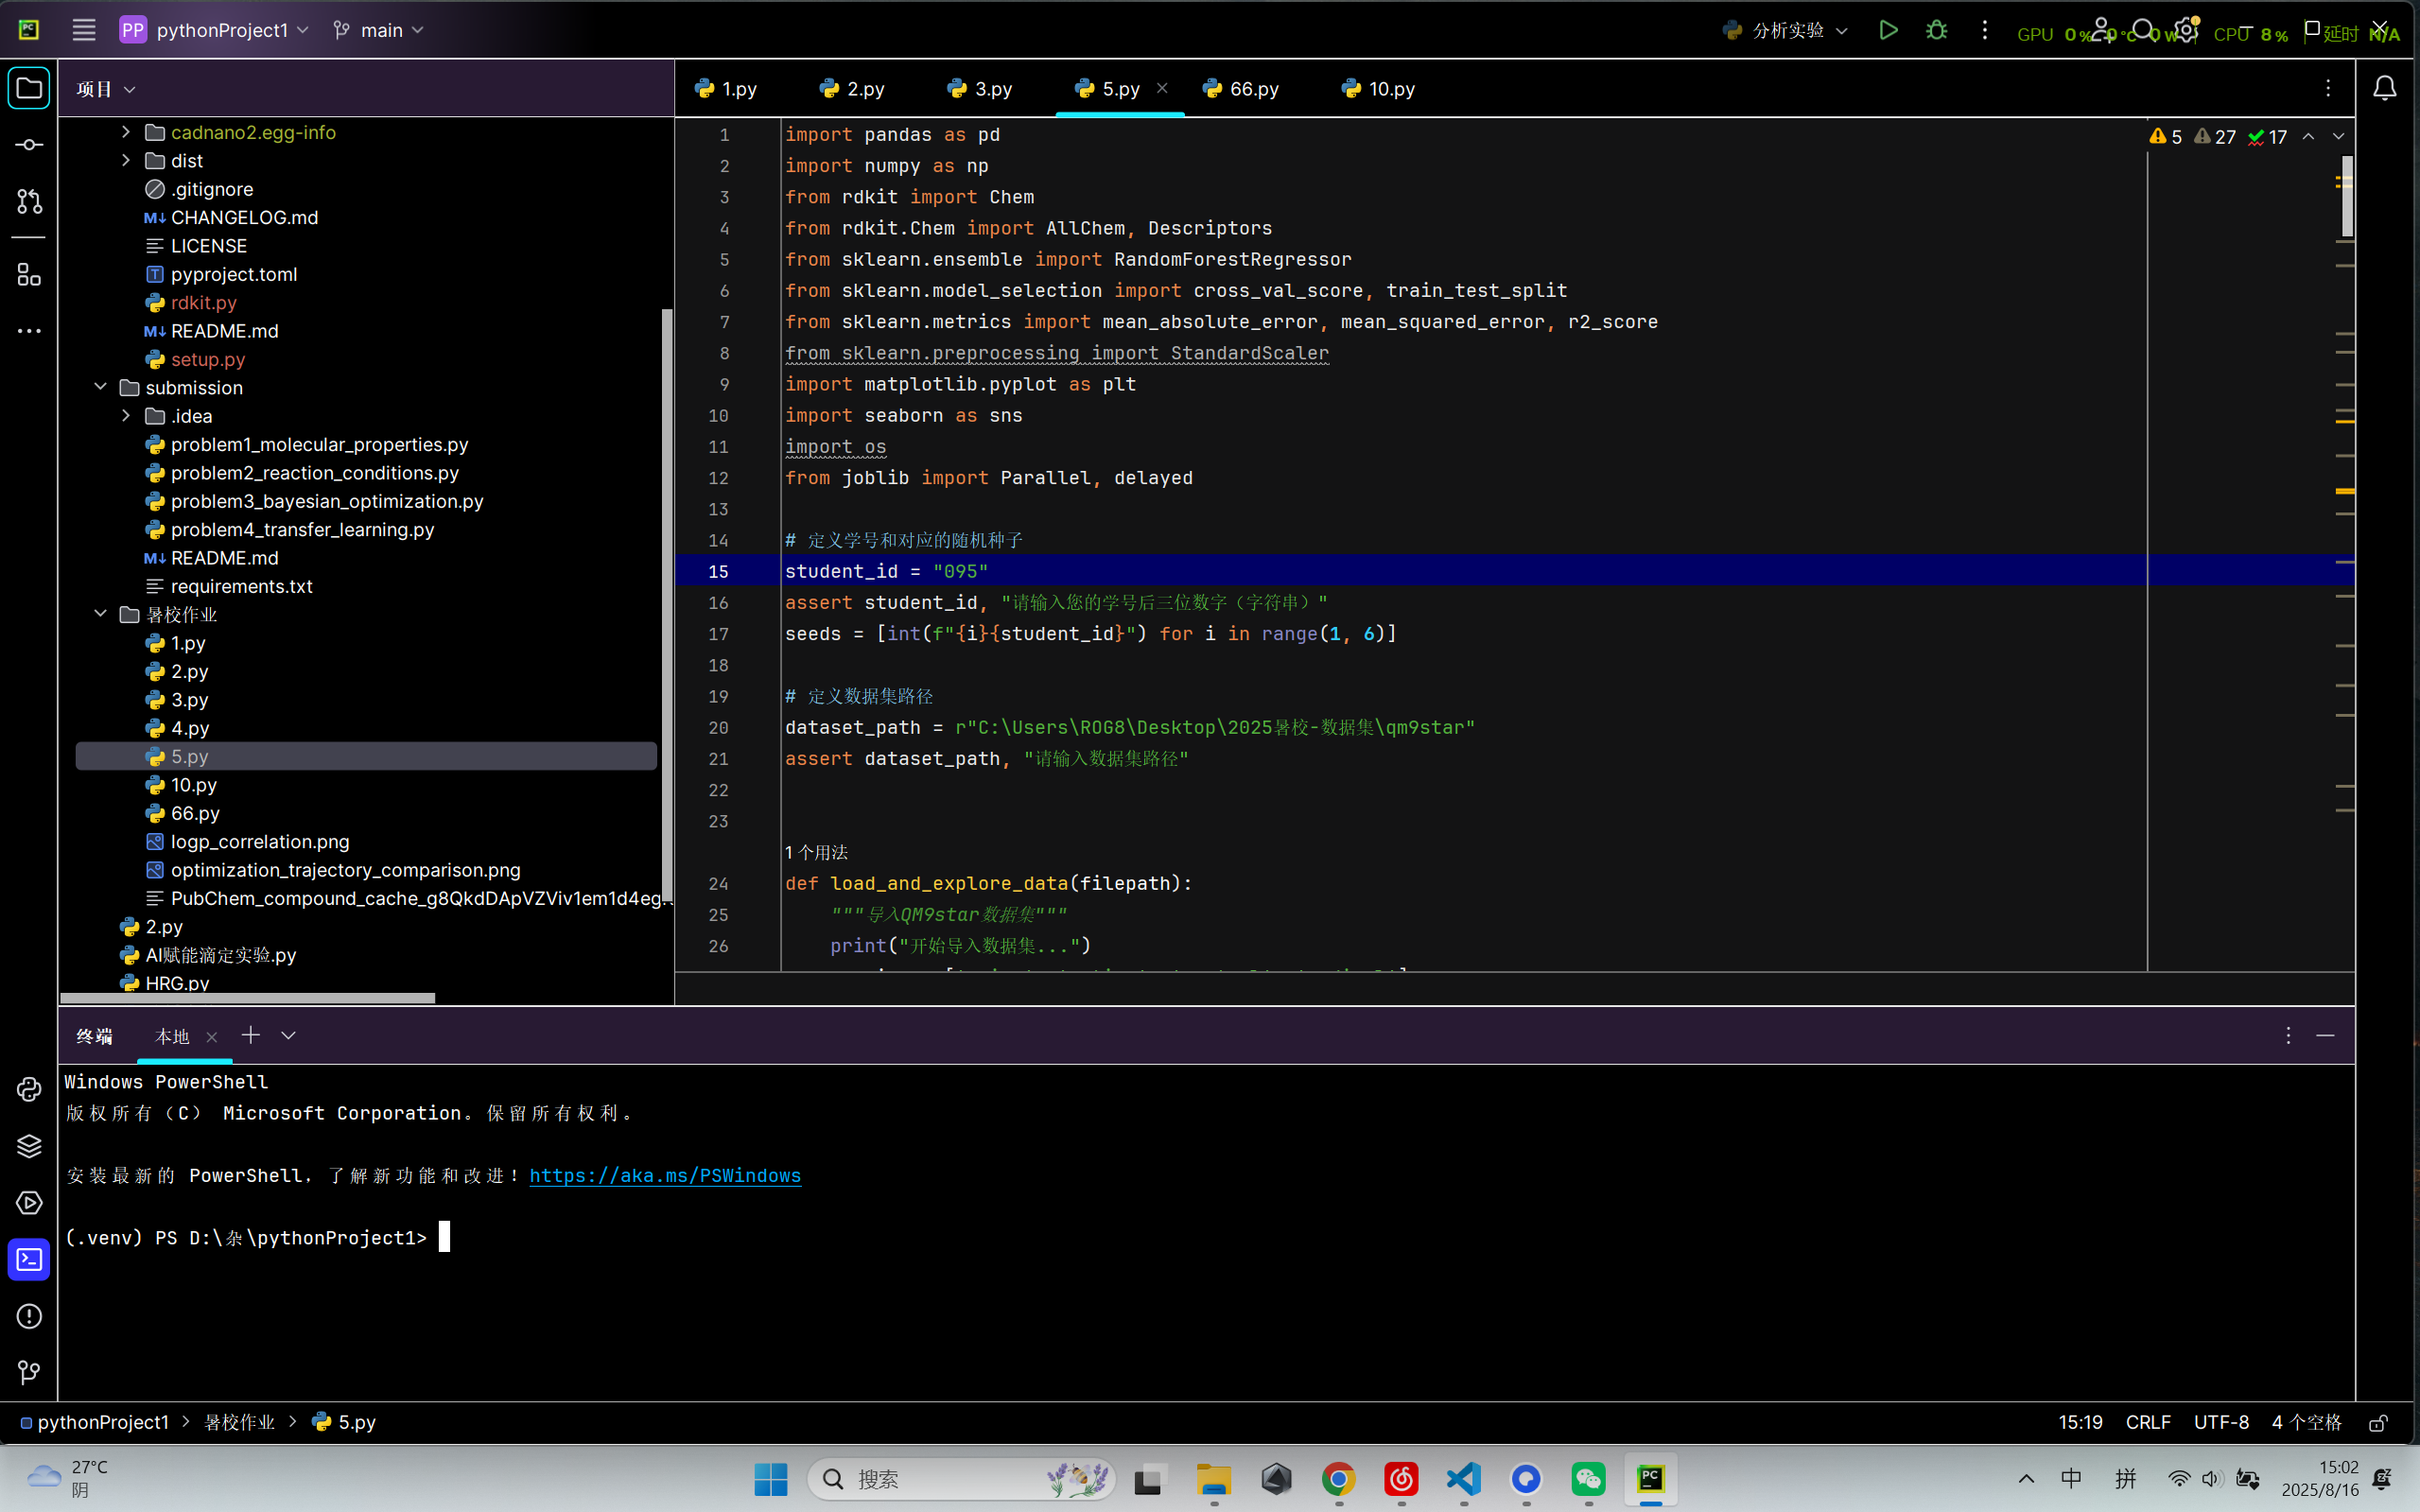 PP pythonProject1 main 分析实验 GPU 0% 0°C 0W CPU 8% 延时 N/A
项目
cadnano2.egg-info
dist
.gitignore
CHANGELOG.md
LICENSE
pyproject.toml
rdkit.py
README.md
setup.py
submission
.idea
problem1_molecular_properties.py
problem2_reaction_conditions.py
problem3_bayesian_optimization.py
problem4_transfer_learning.py
README.md
requirements.txt
暑校作业
1.py
2.py
3.py
4.py
5.py
10.py
66.py
logp_correlation.png
optimization_trajectory_comparison.png
PubChem_compound_cache_g8QkdDApVZViv1em1d4eg.
2.py
AI赋能滴定实验.py
HRG.py
1.py 2.py 3.py 5.py 66.py 10.py
5 27 17
1 import pandas as pd
2 import numpy as np
3 from rdkit import Chem
4 from rdkit.Chem import AllChem, Descriptors
5 from sklearn.ensemble import RandomForestRegressor
6 from sklearn.model_selection import cross_val_score, train_test_split
7 from sklearn.metrics import mean_absolute_error, mean_squared_error, r2_score
8 from sklearn.preprocessing import StandardScaler
9 import matplotlib.pyplot as plt
10 import seaborn as sns
11 import os
12 from joblib import Parallel, delayed
13
14 # 定义学号和对应的随机种子
15 student_id = "095"
16 assert student_id, "请输入您的学号后三位数字（字符串）"
17 seeds = [int(f"{i}{student_id}") for i in range(1, 6)]
18
19 # 定义数据集路径
20 dataset_path = r"C:\Users\ROG8\Desktop\2025暑校-数据集\qm9star"
21 assert dataset_path, "请输入数据集路径"
22
23
1 个用法
24 def load_and_explore_data(filepath):
25 """导入QM9star数据集"""
26 print("开始导入数据集...")
终端 本地
Windows PowerShell
版权所有（C） Microsoft Corporation。保留所有权利。
安装最新的 PowerShell，了解新功能和改进！https://aka.ms/PSWindows
(.venv) PS D:\杂\pythonProject1>
pythonProject1 > 暑校作业 > 5.py 15:19 CRLF UTF-8 4 个空格
27°C
阴
搜索
PC
中 拼
15:02
2025/8/16